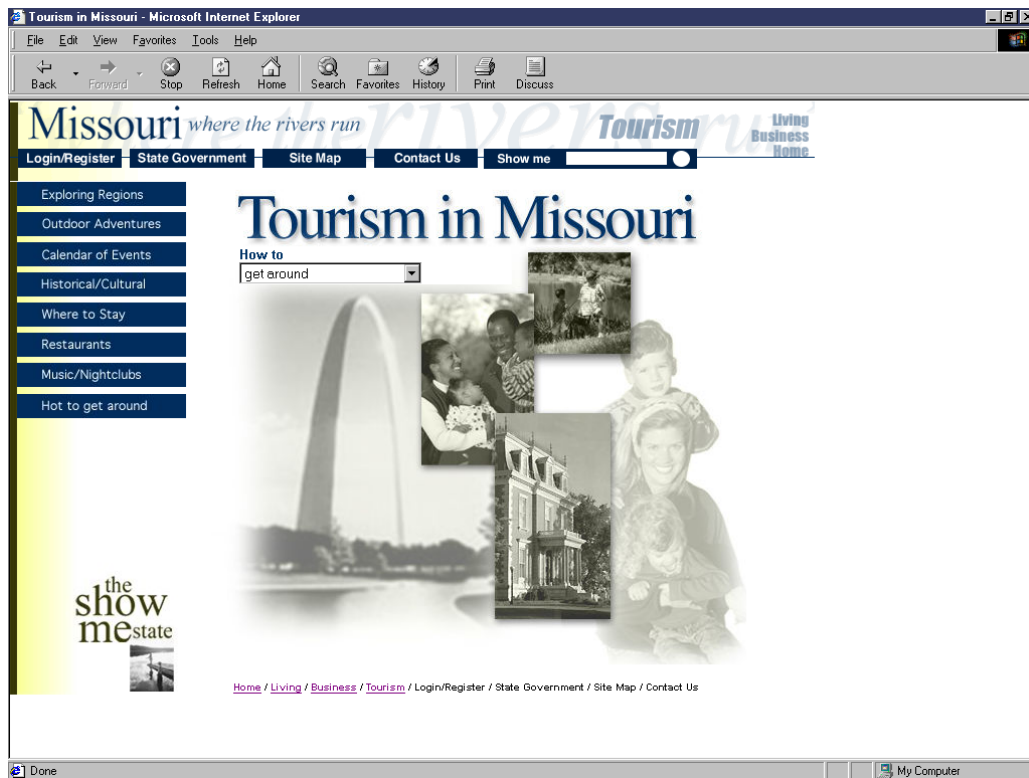 Tourism in Missouri - Microsoft Internet Explorer
File Edit View Favorites Tools Help
Back Forward Stop Refresh Home Search Favorites History Print Discuss
where the rivers run
Missouri where the rivers run Tourism
Living
Business
Home
Login/Register State Government Site Map Contact Us Show me
Exploring Regions
Outdoor Adventures
Calendar of Events
Historical/Cultural
Where to Stay
Restaurants
Music/Nightclubs
Hot to get around
Tourism in Missouri
How to
get around
the
show
me state
Home / Living / Business / Tourism / Login/Register / State Government / Site Map / Contact Us
Done My Computer